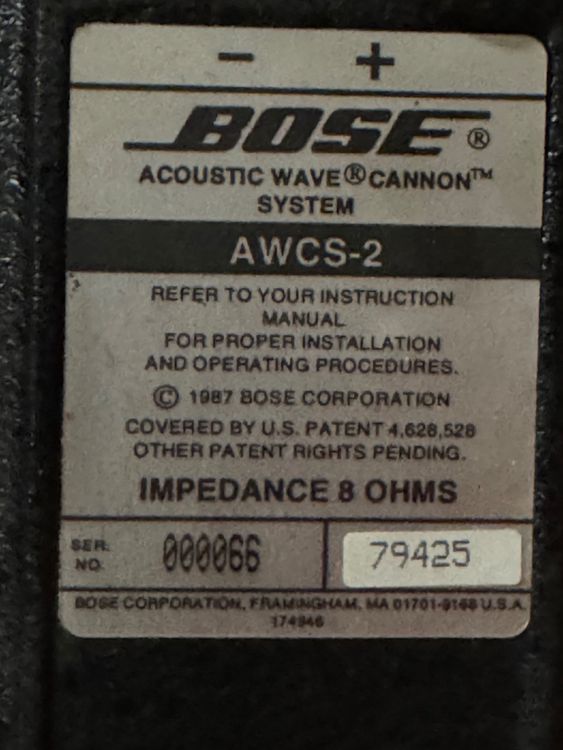 − +
BOSE®
ACOUSTIC WAVE®CANNON™
SYSTEM
AWCS-2
REFER TO YOUR INSTRUCTION
MANUAL
FOR PROPER INSTALLATION
AND OPERATING PROCEDURES.
© 1987 BOSE CORPORATION
COVERED BY U.S. PATENT 4,628,528
OTHER PATENT RIGHTS PENDING.
IMPEDANCE 8 OHMS
SER. NO. 000066 79425
BOSE CORPORATION, FRAMINGHAM, MA 01701-9168 U.S.A.
174946